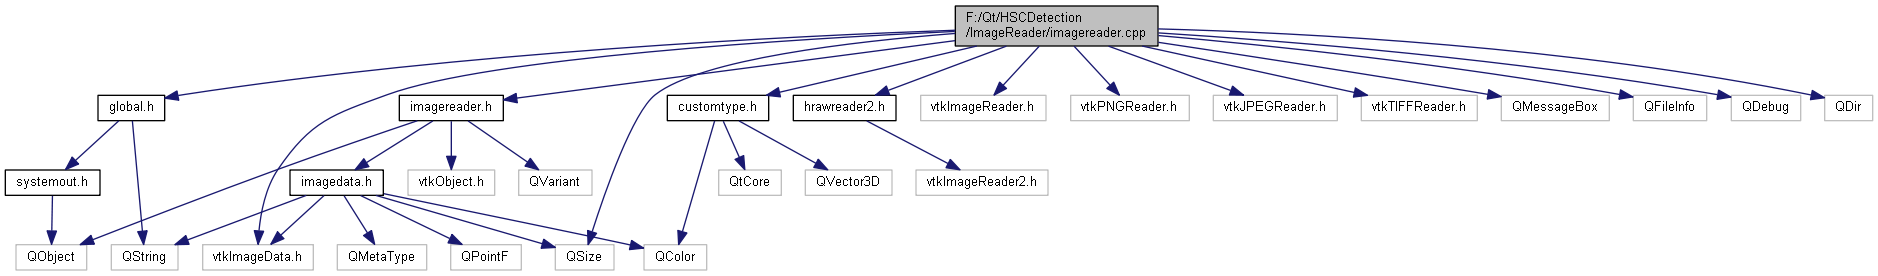 F:/Qt/HSCDetection
/ImageReader/imagereader.cpp
global.h
imagereader.h
customtype.h
hrawreader2.h
vtkImageReader.h
vtkPNGReader.h
vtkJPEGReader.h
vtkTIFFReader.h
QMessageBox
QFileInfo
QDebug
QDir
systemout.h
imagedata.h
vtkObject.h
QVariant
QtCore
QVector3D
vtkImageReader2.h
QObject
QString
vtkImageData.h
QMetaType
QPointF
QSize
QColor